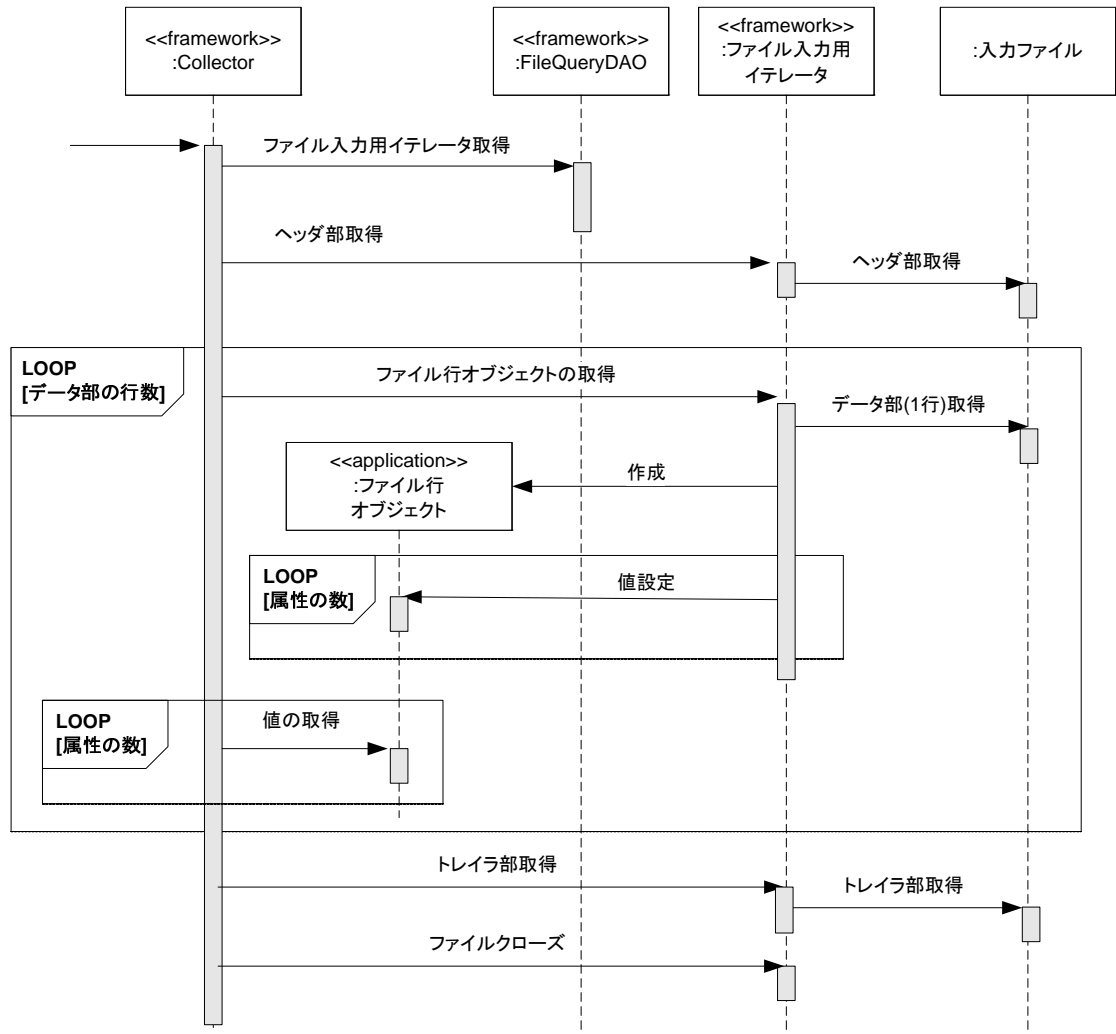 <<framework>>
:Collector
<<framework>>
:FileQueryDAO
<<framework>>
:ファイル入力用
イテレータ
:入力ファイル
ファイル入力用イテレータ取得
ヘッダ部取得
ヘッダ部取得
LOOP
[データ部の行数]
ファイル行オブジェクトの取得
データ部(1行)取得
<<application>>
:ファイル行
オブジェクト
作成
LOOP
[属性の数]
値設定
LOOP
[属性の数]
値の取得
トレイラ部取得
トレイラ部取得
ファイルクローズ